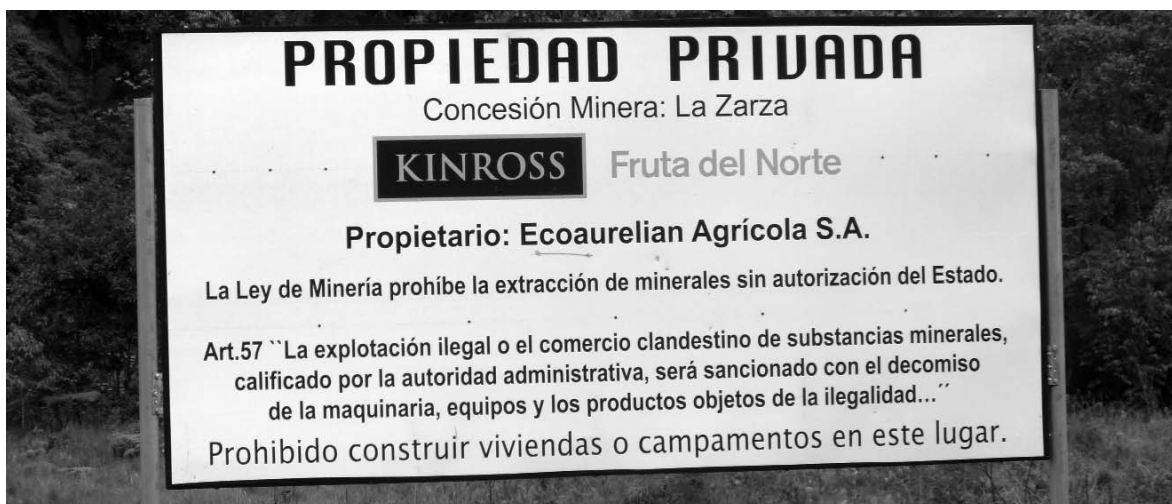 PROPIEDAD PRIVADA
Concesión Minera: La Zarza
KINROSS Fruta del Norte
Propietario: Ecoaurelian Agrícola S.A.
La Ley de Minería prohíbe la extracción de minerales sin autorización del Estado.
Art.57 ``La explotación ilegal o el comercio clandestino de substancias minerales,
calificado por la autoridad administrativa, será sancionado con el decomiso
de la maquinaria, equipos y los productos objetos de la ilegalidad...´´
Prohibido construir viviendas o campamentos en este lugar.